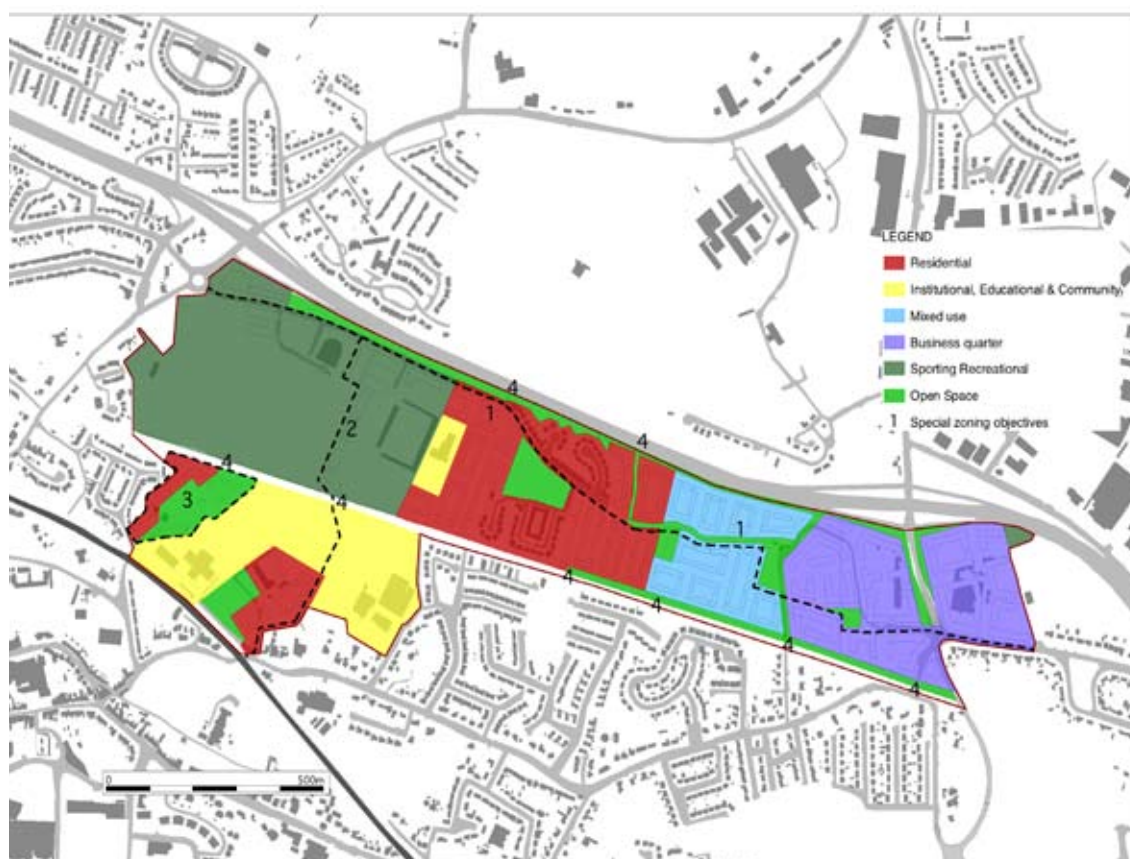 LEGEND
Residential
Institutional, Educational & Community,
Mixed use
Business quarter
Sporting Recreational
Open Space
1 Special zoning objectives
4
1
4
2
4
3
4
1
4
4
4
4
0 500m